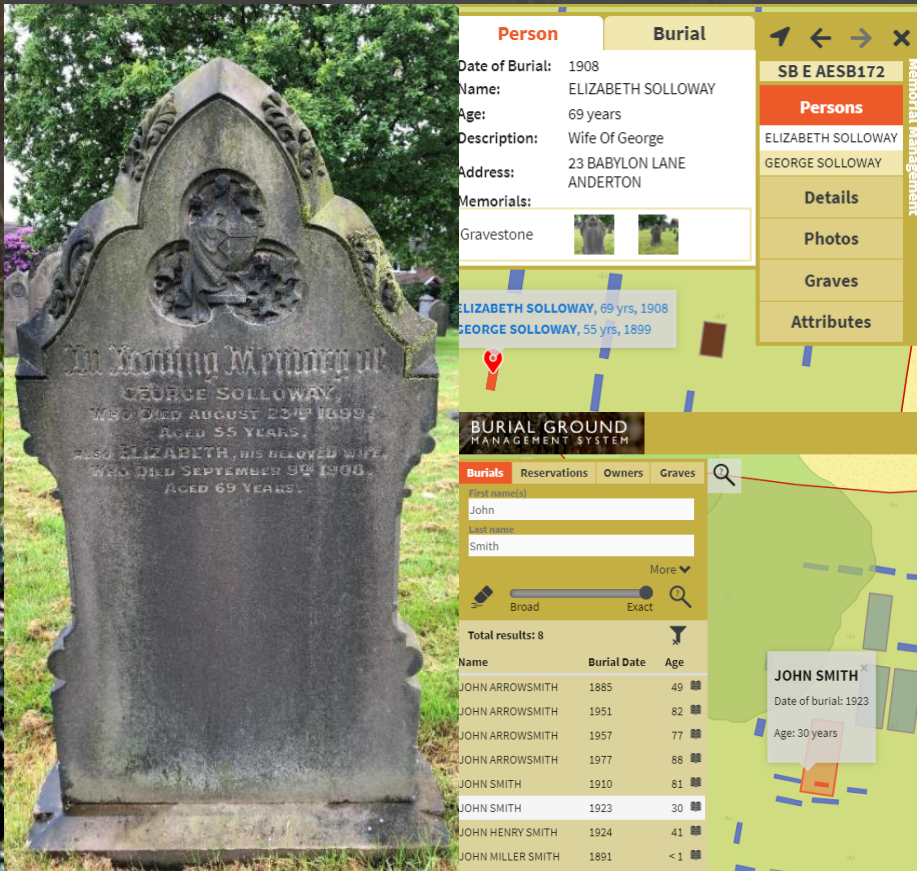 In Loving Memory of
GEORGE SOLLOWAY,
WHO DIED AUGUST 23RD 1899,
AGED 55 YEARS.
ALSO ELIZABETH, HIS BELOVED WIFE,
WHO DIED SEPTEMBER 9TH 1908,
AGED 69 YEARS.
Person
Burial
Date of Burial: 1908
Name: ELIZABETH SOLLOWAY
Age: 69 years
Description: Wife Of George
Address: 23 BABYLON LANE
ANDERTON
Memorials:
Gravestone
SB E AESB172
Persons
ELIZABETH SOLLOWAY
GEORGE SOLLOWAY
Details
Photos
Graves
Attributes
Memorial Management
ELIZABETH SOLLOWAY, 69 yrs, 1908
GEORGE SOLLOWAY, 55 yrs, 1899
BURIAL GROUND
MANAGEMENT SYSTEM
Burials Reservations Owners Graves
First name(s)
John
Last name
Smith
More
Broad Exact
Total results: 8
Name Burial Date Age
JOHN ARROWSMITH 1885 49
JOHN ARROWSMITH 1951 82
JOHN ARROWSMITH 1957 77
JOHN ARROWSMITH 1977 88
JOHN SMITH 1910 81
JOHN SMITH 1923 30
JOHN HENRY SMITH 1924 41
JOHN MILLER SMITH 1891 < 1
JOHN SMITH
Date of burial: 1923
Age: 30 years